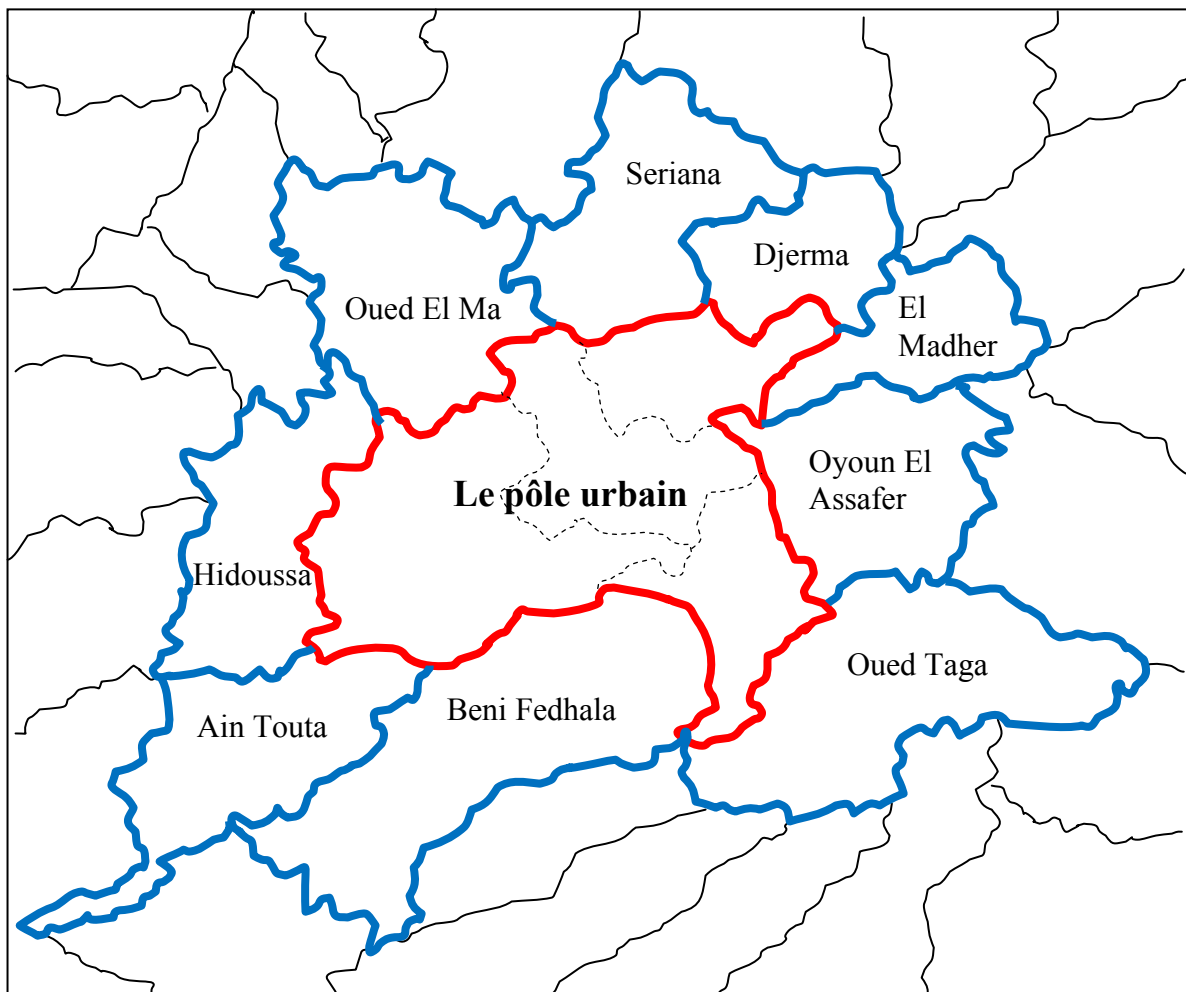 Seriana
Djerma
Oued El Ma
El
Madher
Oyoun El
Assafer
Le pôle urbain
Hidoussa
Oued Taga
Beni Fedhala
Ain Touta